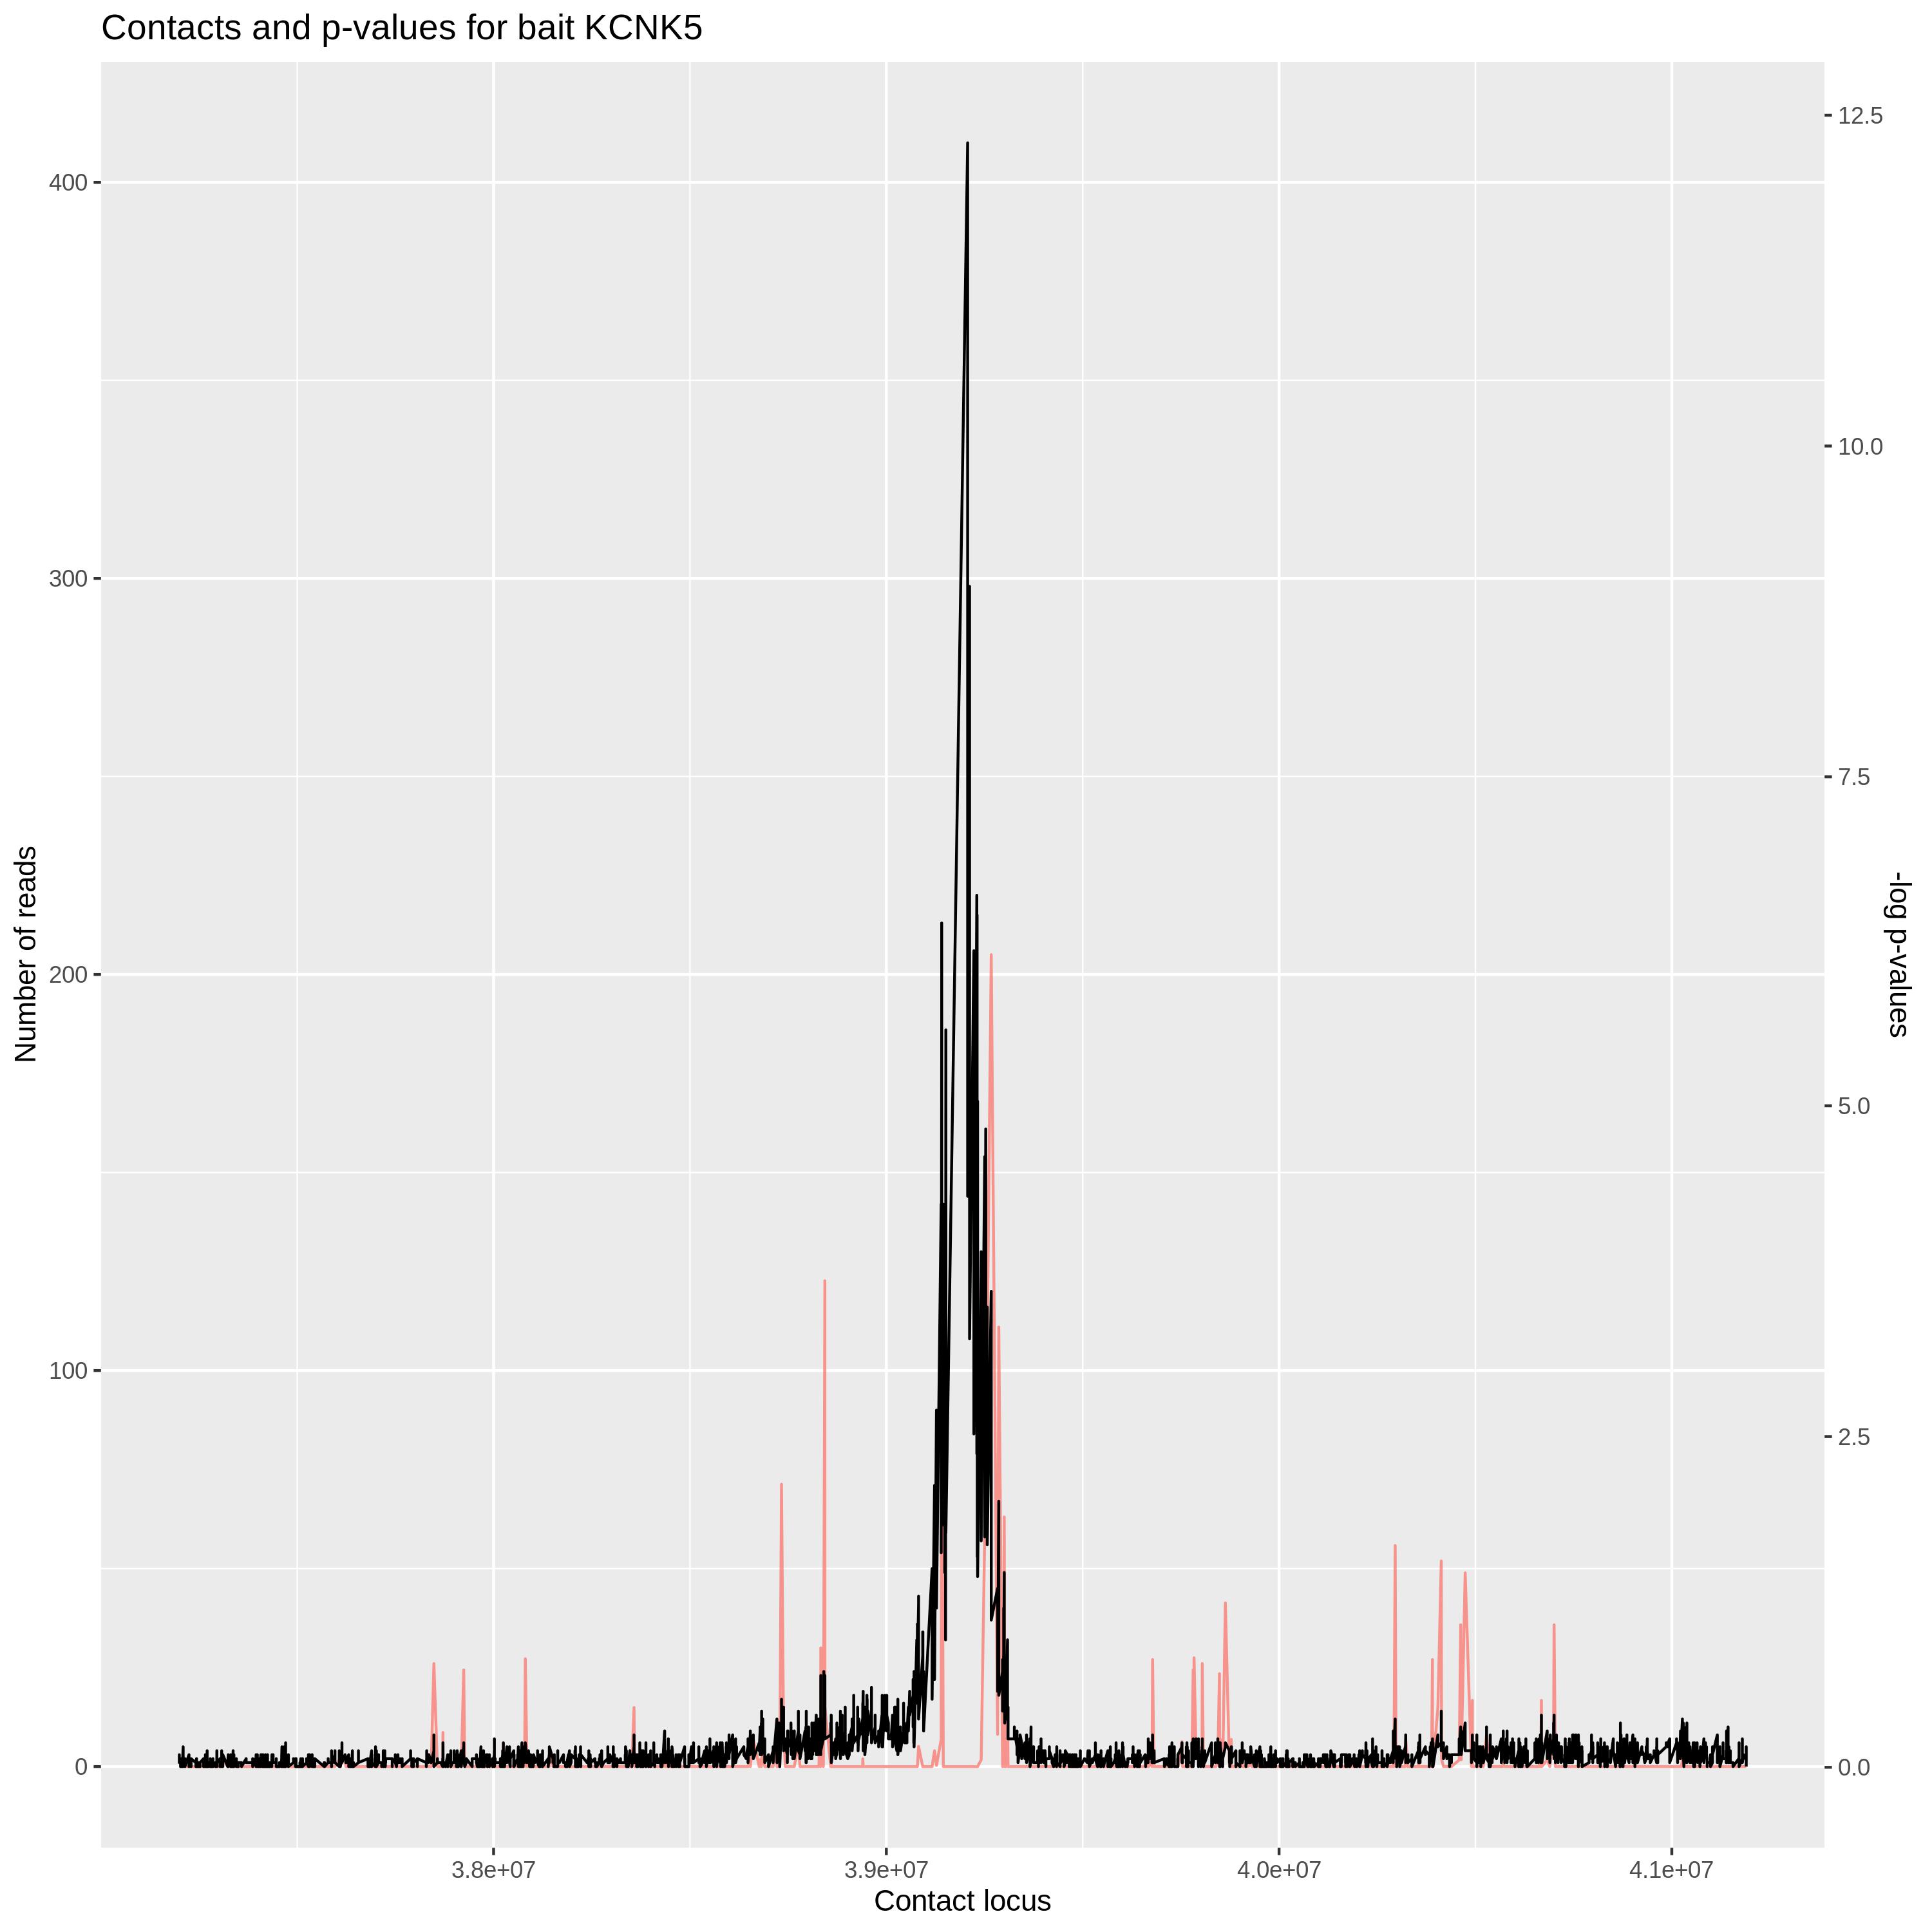 Contacts and p-values for bait KCNK5
Number of reads
400
300
200
100
0
12.5
10.0
7.5
5.0
2.5
0.0
-log p-values
3.8e+07
3.9e+07
4.0e+07
4.1e+07
Contact locus